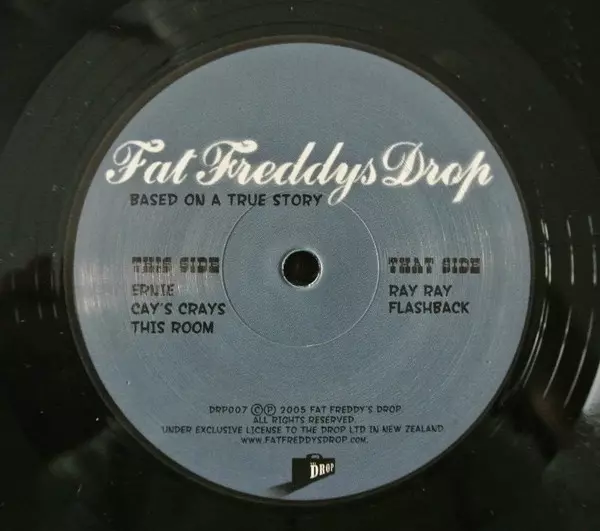 Fat Freddys Drop
BASED ON A TRUE STORY
THIS SIDE
ERNIE
CAY'S CRAYS
THIS ROOM
THAT SIDE
RAY RAY
FLASHBACK
DRP007 ©℗ 2005 FAT FREDDY'S DROP.
ALL RIGHTS RESERVED.
UNDER EXCLUSIVE LICENSE TO THE DROP LTD IN NEW ZEALAND.
WWW.FATFREDDYSDROP.COM
DROP